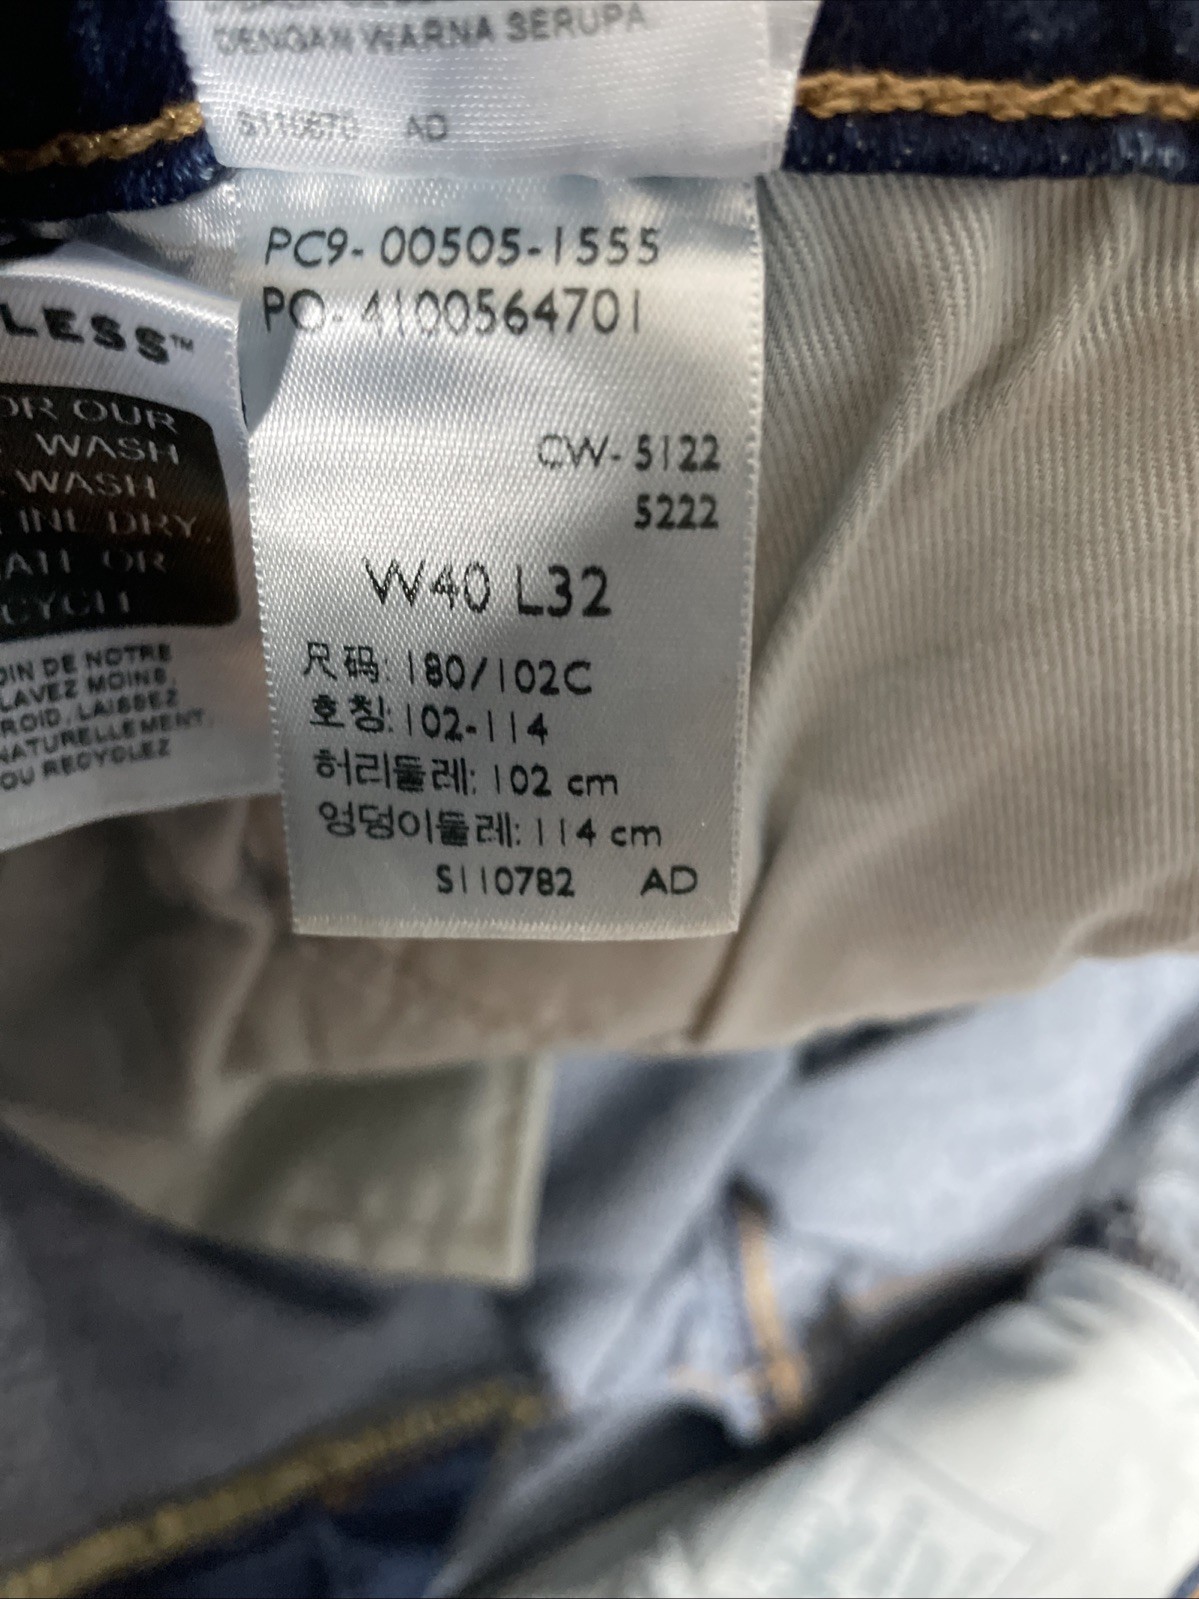 DENGAN WARNA SERUPA
AD
PC9-00505-1555
PO-4100564701
CW-5122
5222
W40 L32
尺码: 180/102C
호칭: 102-114
허리둘레: 102 cm
엉덩이둘레: 114 cm
S110782 AD
LESS™
OR OUR
WASH
WASH
LINE DRY,
OR
DIN DE NOTRE
LAVEZ MOINS,
ROID, LAISSEZ
NATURELLEMENT,
OU RECYCLEZ